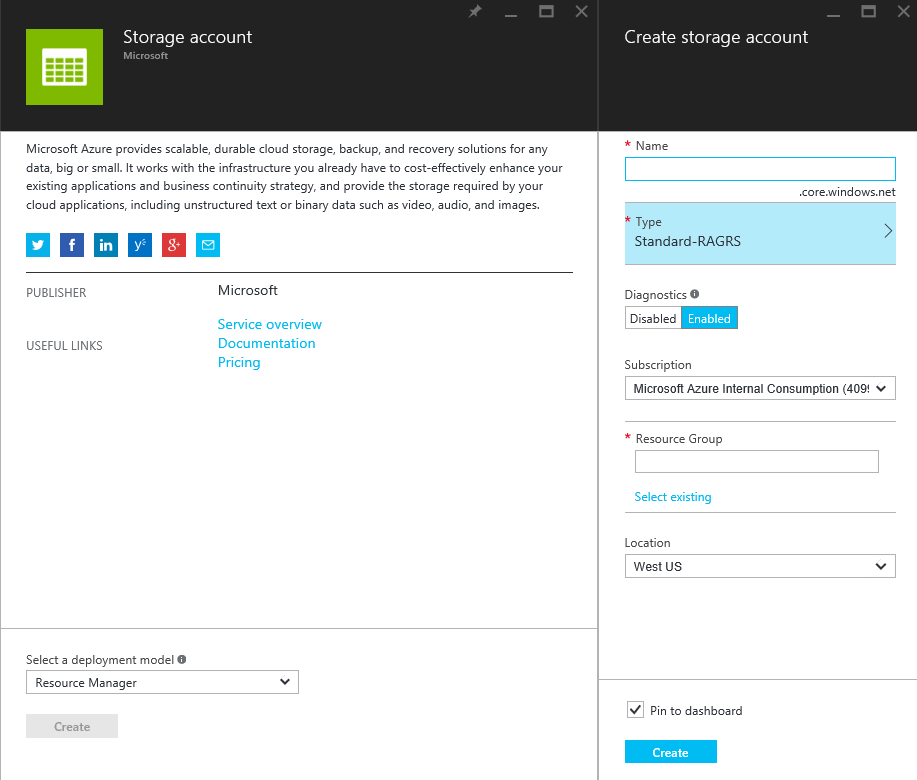 Storage account
Microsoft
Microsoft Azure provides scalable, durable cloud storage, backup, and recovery solutions for any
data, big or small. It works with the infrastructure you already have to cost-effectively enhance your
existing applications and business continuity strategy, and provide the storage required by your
cloud applications, including unstructured text or binary data such as video, audio, and images.
PUBLISHER
Microsoft
USEFUL LINKS
Service overview
Documentation
Pricing
Select a deployment model
Resource Manager
Create
Create storage account
* Name
.core.windows.net
* Type
Standard-RAGRS
Diagnostics
Disabled Enabled
Subscription
Microsoft Azure Internal Consumption (409
* Resource Group
Select existing
Location
West US
Pin to dashboard
Create